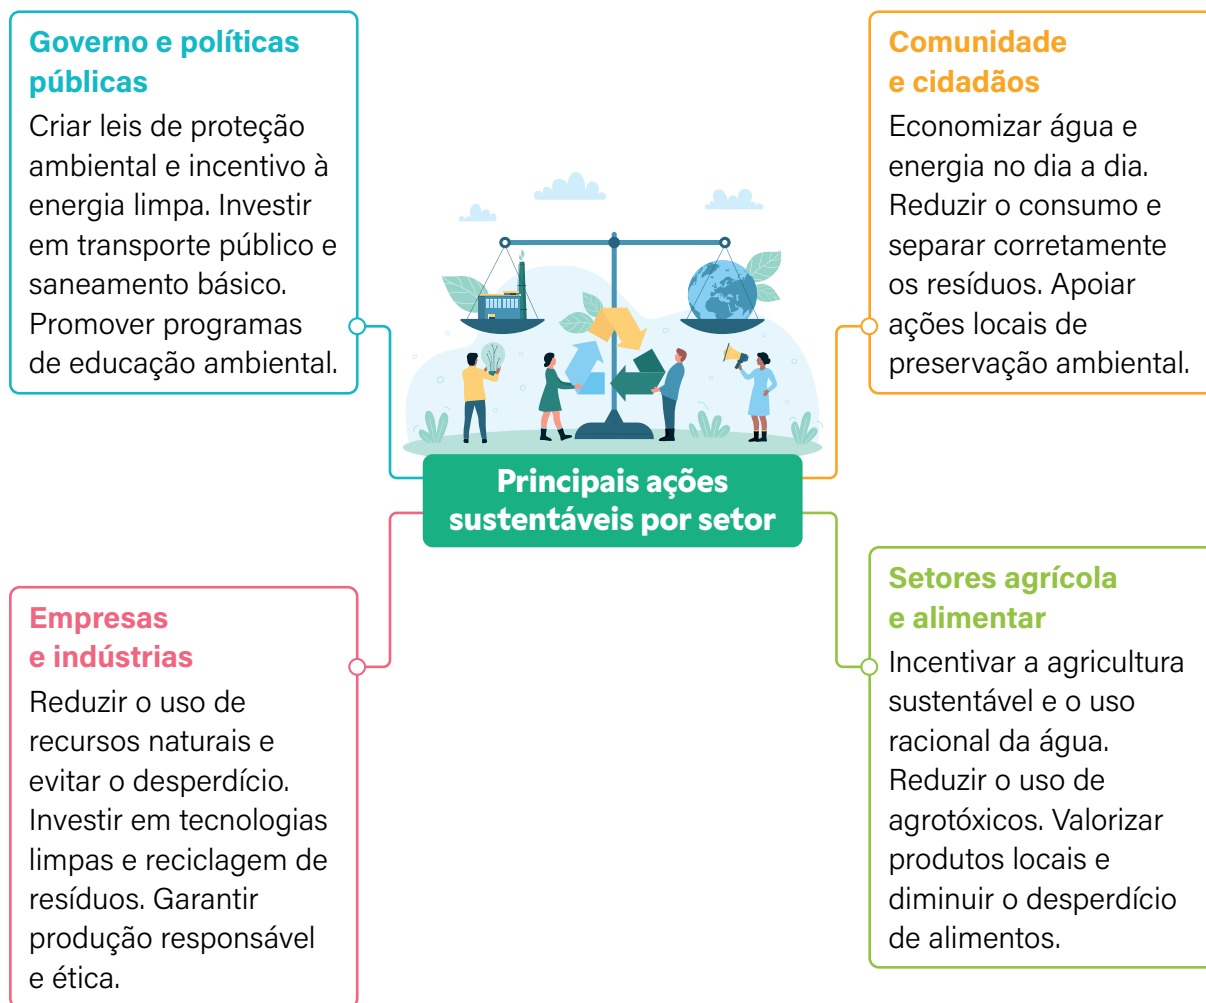 Governo e políticas
públicas
Criar leis de proteção
ambiental e incentivo à
energia limpa. Investir
em transporte público e
saneamento básico.
Promover programas
de educação ambiental.
Comunidade
e cidadãos
Economizar água e
energia no dia a dia.
Reduzir o consumo e
separar corretamente
os resíduos. Apoiar
ações locais de
preservação ambiental.
Principais ações
sustentáveis por setor
Empresas
e indústrias
Reduzir o uso de
recursos naturais e
evitar o desperdício.
Investir em tecnologias
limpas e reciclagem de
resíduos. Garantir
produção responsável
e ética.
Setores agrícola
e alimentar
Incentivar a agricultura
sustentável e o uso
racional da água.
Reduzir o uso de
agrotóxicos. Valorizar
produtos locais e
diminuir o desperdício
de alimentos.